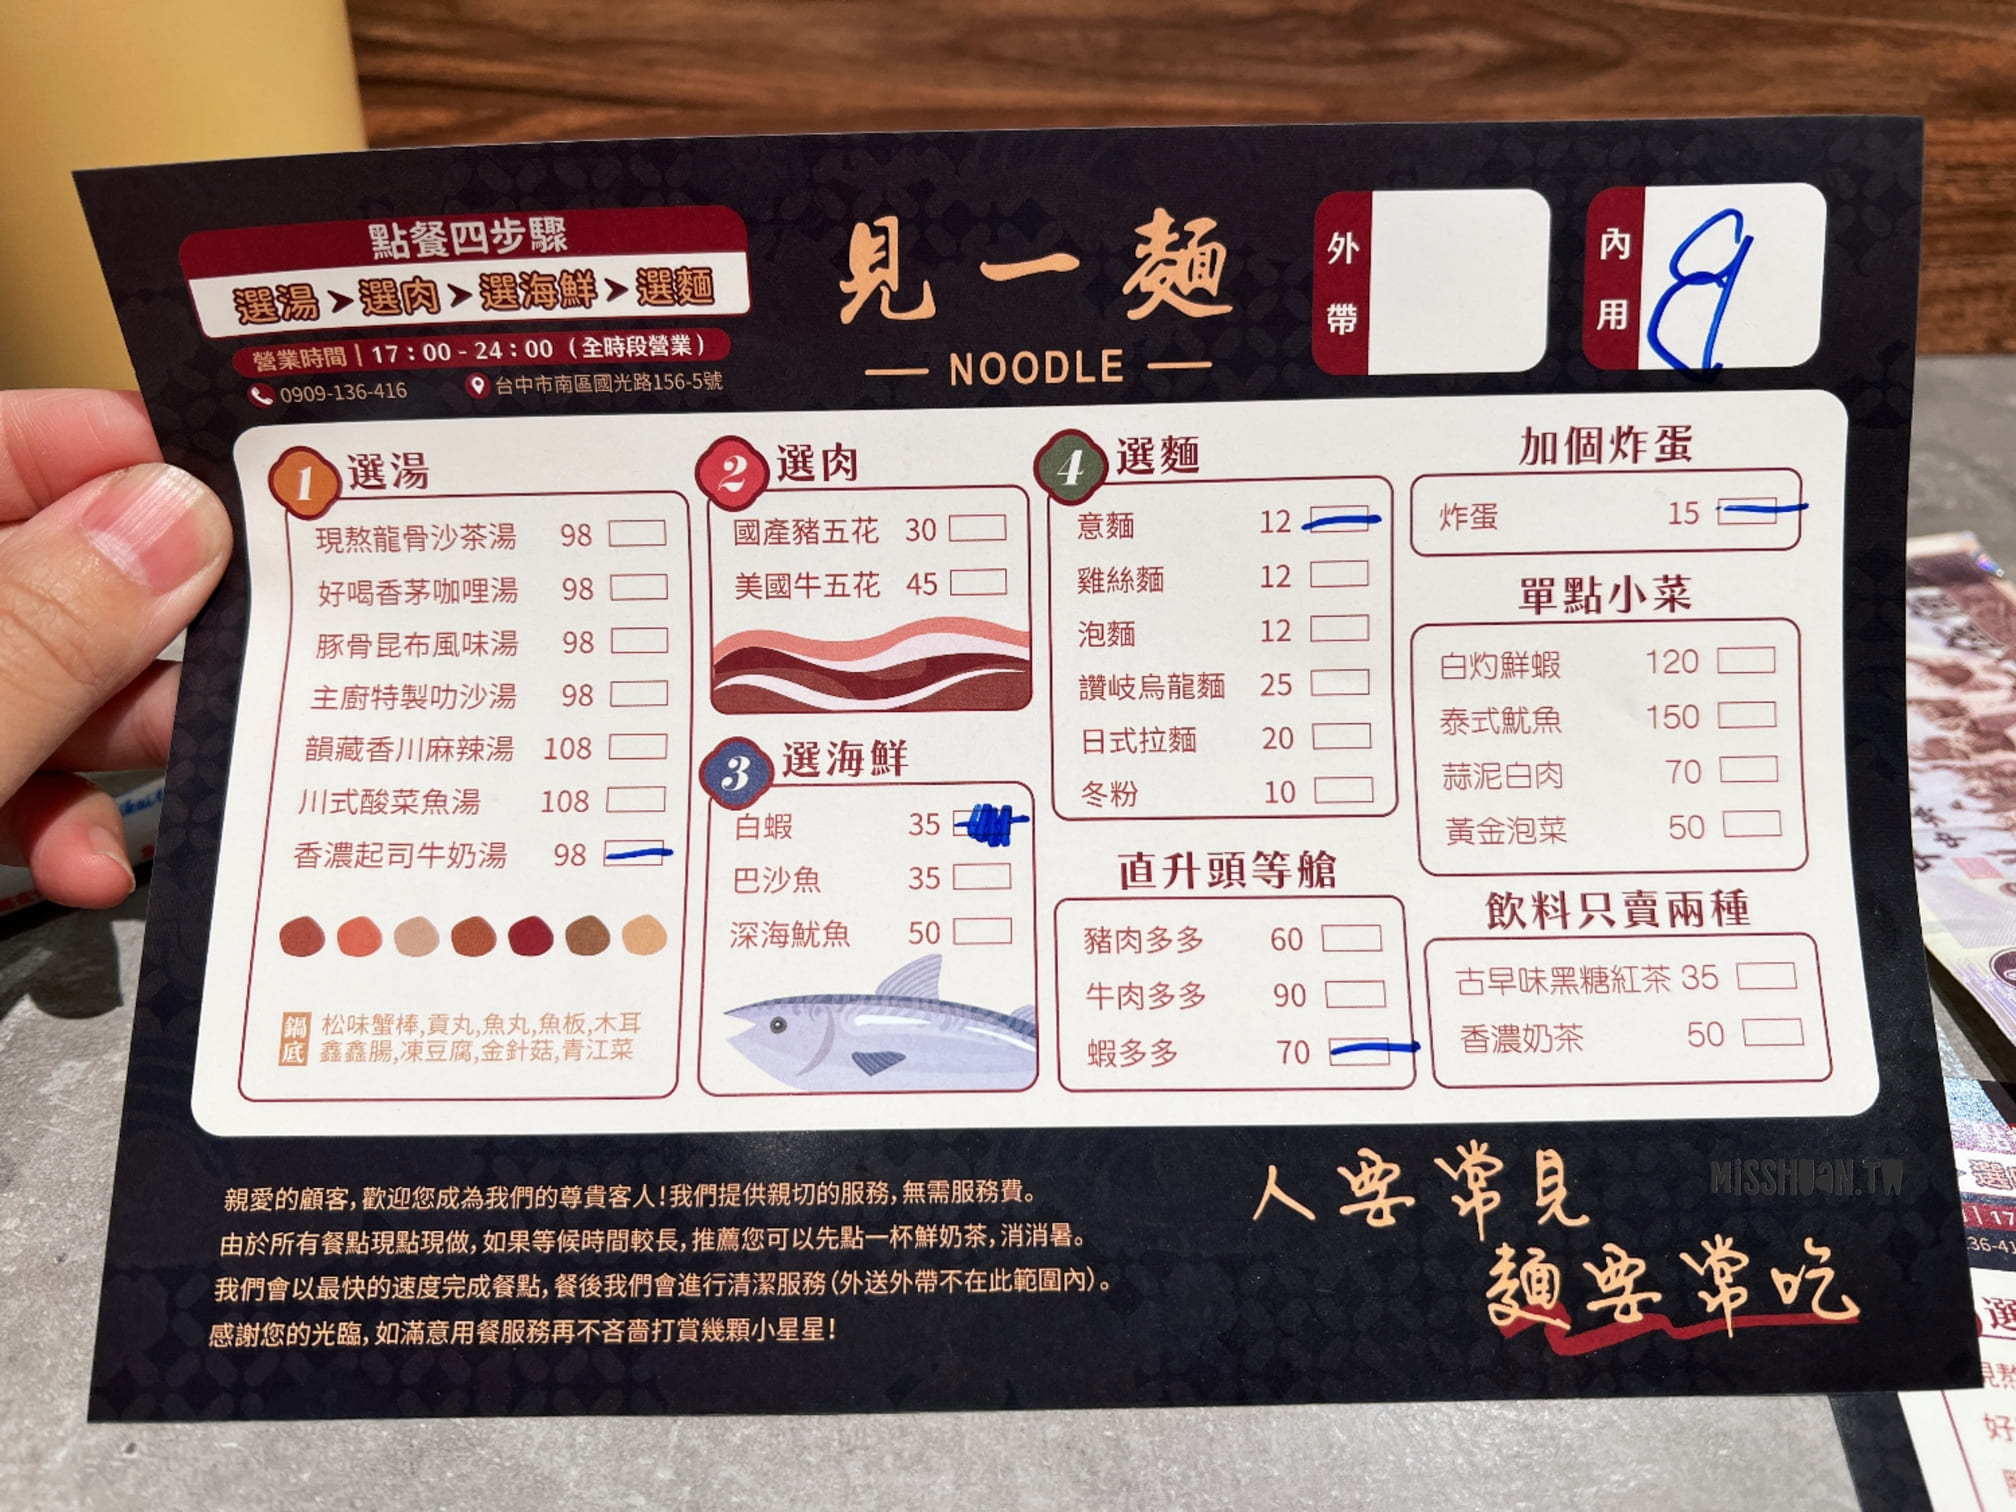 點餐四步驟
選湯 > 選肉 > 選海鮮 > 選麵
營業時間 | 17:00-24:00 (全時段營業)
0909-136-416 台中市南區國光路156-5號
見一麵
NOODLE
外帶
內用
8
1 選湯
現熬龍骨沙茶湯 98
好喝香茅咖哩湯 98
豚骨昆布風味湯 98
主廚特製叻沙湯 98
韻藏香川麻辣湯 108
川式酸菜魚湯 108
香濃起司牛奶湯 98
鍋底
松味蟹棒,貢丸,魚丸,魚板,木耳
鑫鑫腸,凍豆腐,金針菇,青江菜
2 選肉
國產豬五花 30
美國牛五花 45
3 選海鮮
白蝦 35
巴沙魚 35
深海魷魚 50
4 選麵
意麵 12
雞絲麵 12
泡麵 12
讚岐烏龍麵 25
日式拉麵 20
冬粉 10
直升頭等艙
豬肉多多 60
牛肉多多 90
蝦多多 70
加個炸蛋
炸蛋 15
單點小菜
白灼鮮蝦 120
泰式魷魚 150
蒜泥白肉 70
黃金泡菜 50
飲料只賣兩種
古早味黑糖紅茶 35
香濃奶茶 50
親愛的顧客,歡迎您成為我們的尊貴客人!我們提供親切的服務,無需服務費。
由於所有餐點現點現做,如果等候時間較長,推薦您可以先點一杯鮮奶茶,消消暑。
我們會以最快的速度完成餐點,餐後我們會進行清潔服務(外送外帶不在此範圍內)。
感謝您的光臨,如滿意用餐服務再不吝嗇打賞幾顆小星星!
人要常見
麵要常吃
MISSHUAN.TW